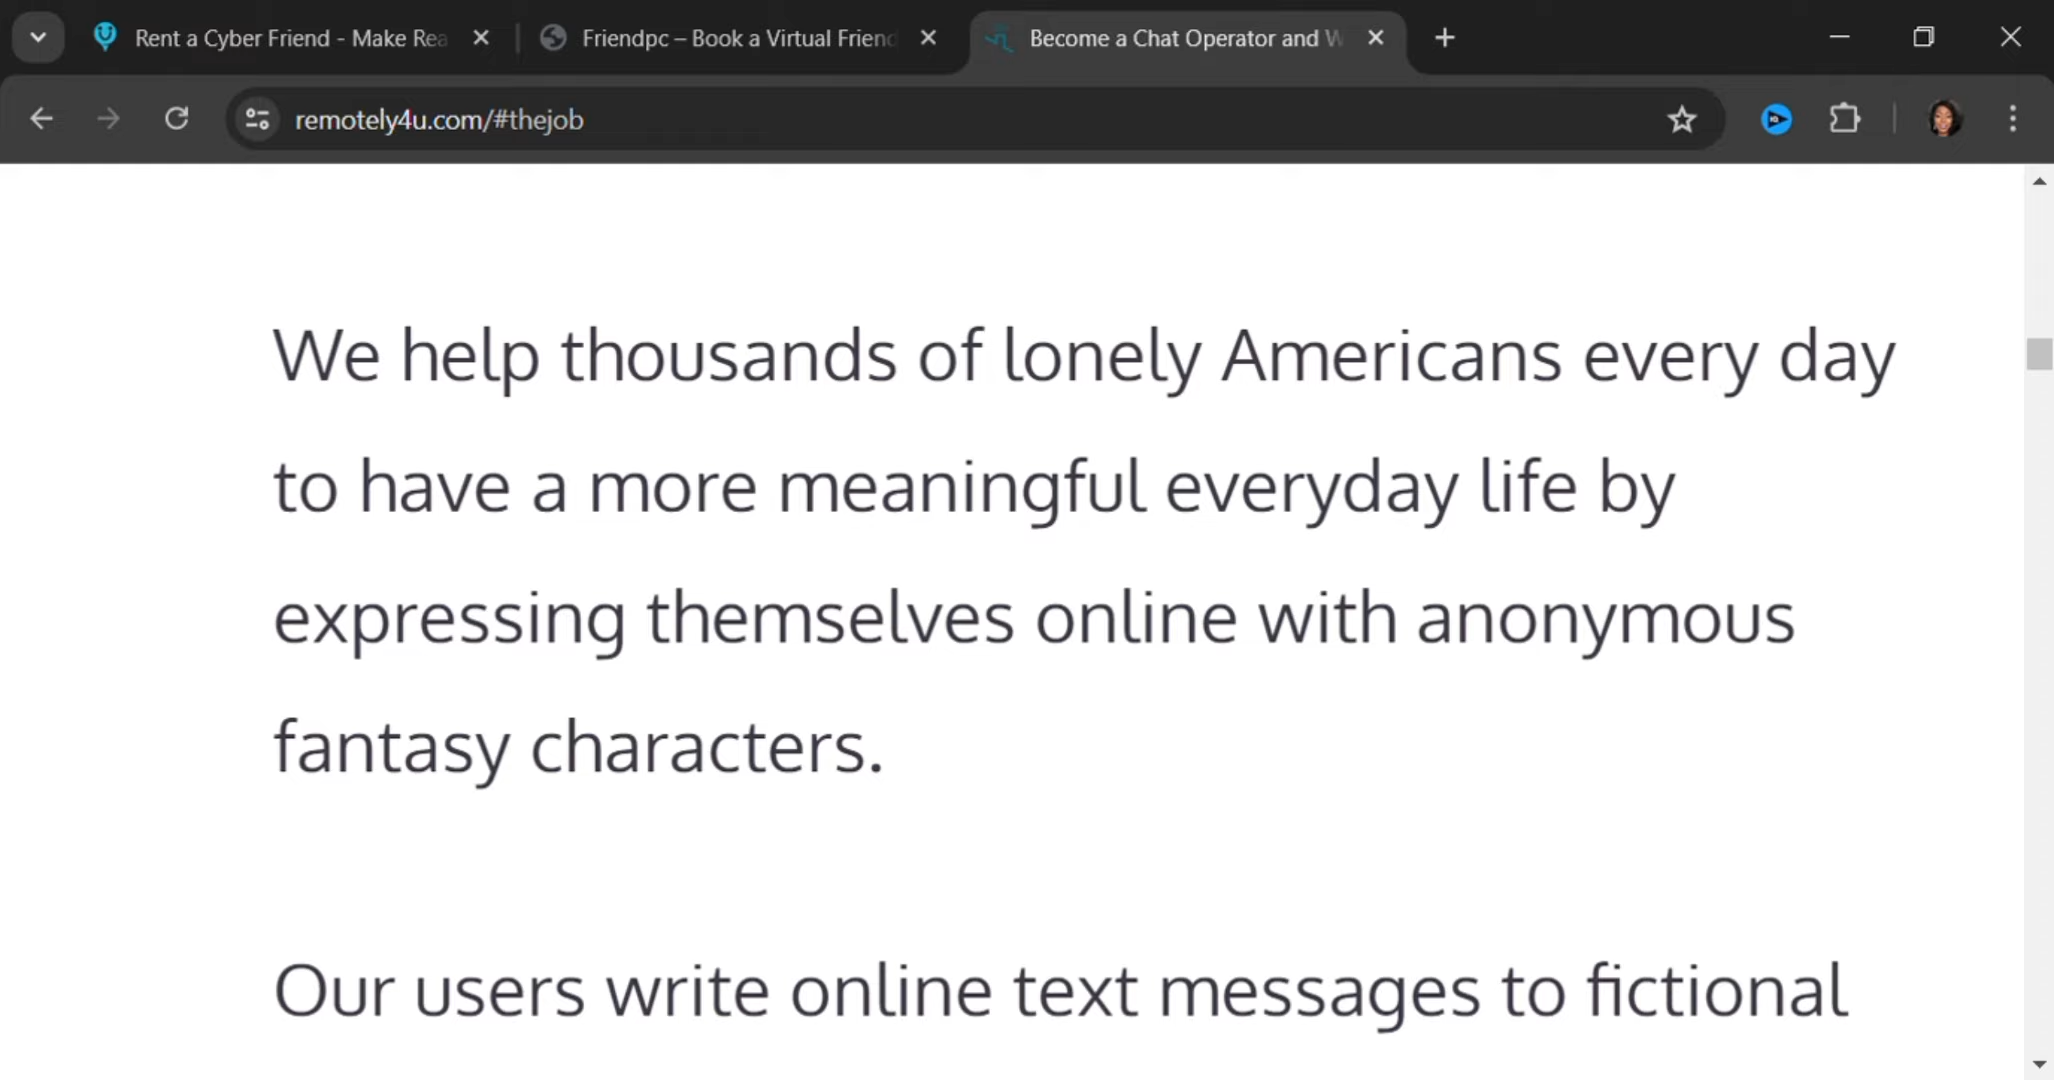 Rent a Cyber Friend - Make Rea
Friendpc – Book a Virtual Friend
Become a Chat Operator and W
remotely4u.com/#thejob
We help thousands of lonely Americans every day
to have a more meaningful everyday life by
expressing themselves online with anonymous
fantasy characters.
Our users write online text messages to fictional